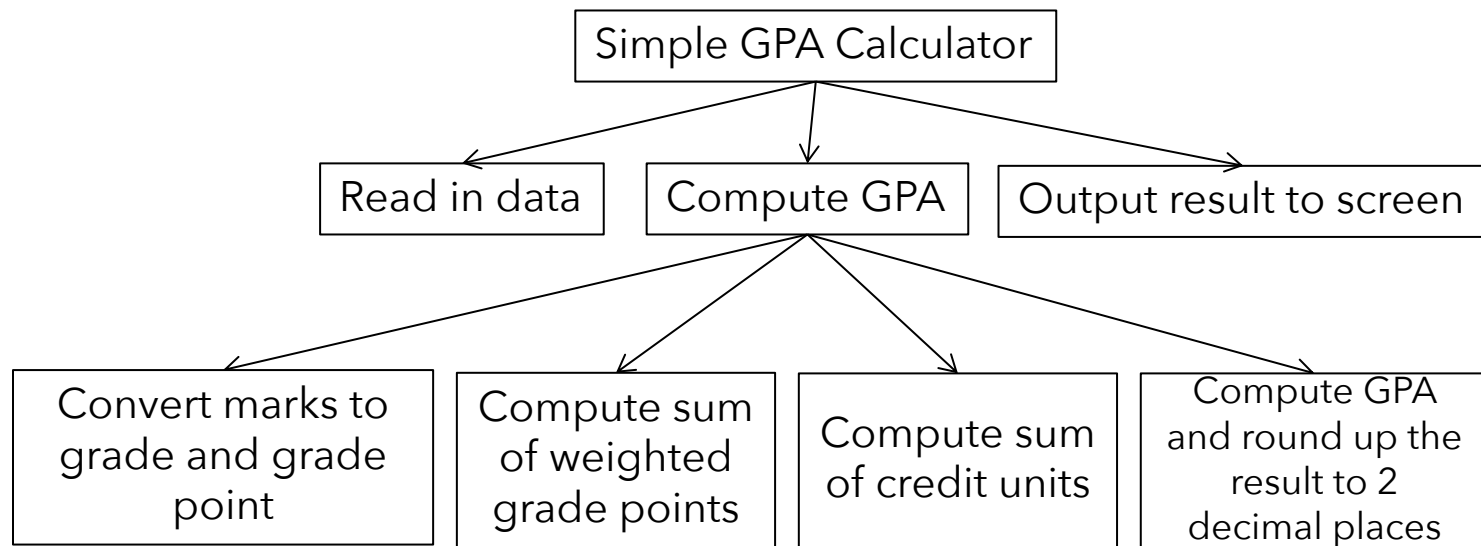 Simple GPA Calculator
Read in data
Compute GPA
Output result to screen
Convert marks to
grade and grade
point
Compute sum
of weighted
grade points
Compute sum
of credit units
Compute GPA
and round up the
result to 2
decimal places